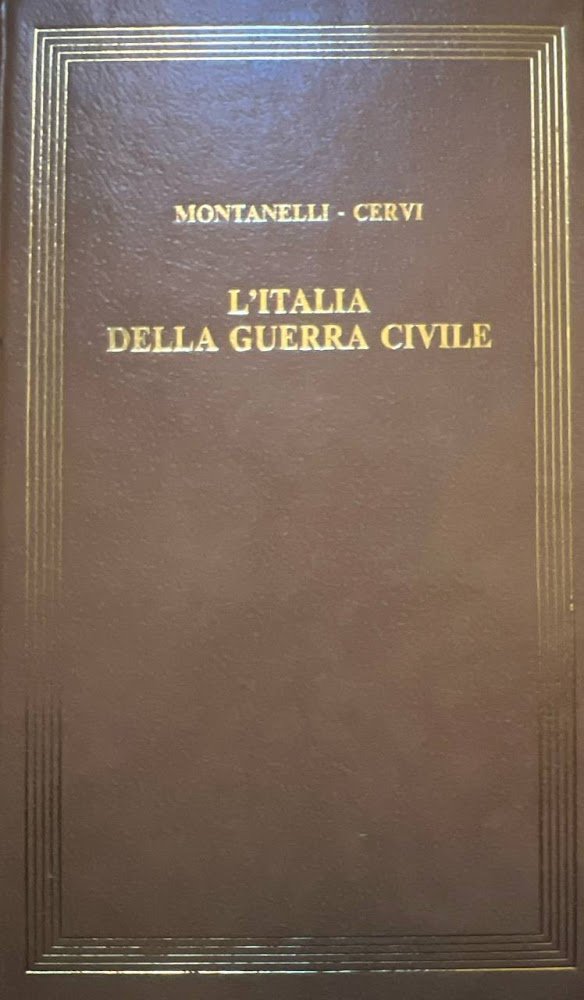 MONTANELLI - CERVI
L'ITALIA
DELLA GUERRA CIVILE